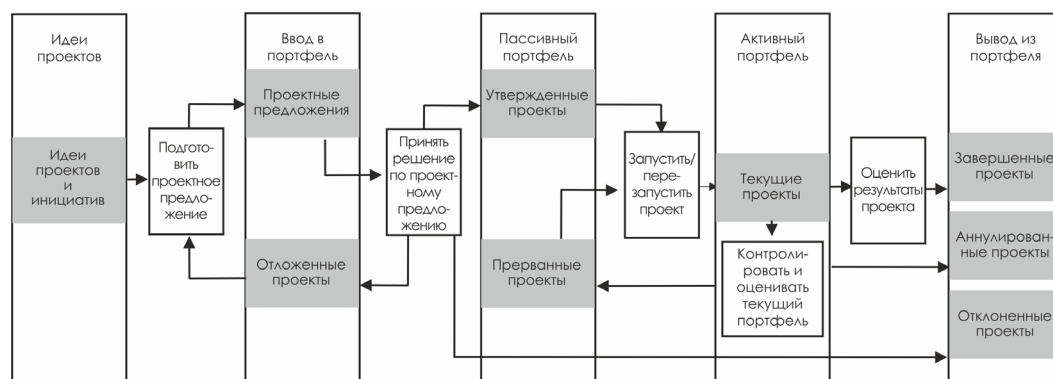 Идеи
проектов
Ввод в
портфель
Пассивный
портфель
Активный
портфель
Вывод из
портфеля
Идеи
проектов
и
инициатив
Подгото-
вить
проектное
предло-
жение
Проектные
предложения
Отложенные
проекты
Принять
решение
по проект-
ному
предло-
жению
Утвержденные
проекты
Прерванные
проекты
Запустить/
пере-
запустить
проект
Текущие
проекты
Контроли-
ровать и
оценивать
текущий
портфель
Оценить
результаты
проекта
Завершенные
проекты
Аннулирован-
ные проекты
Отклоненные
проекты